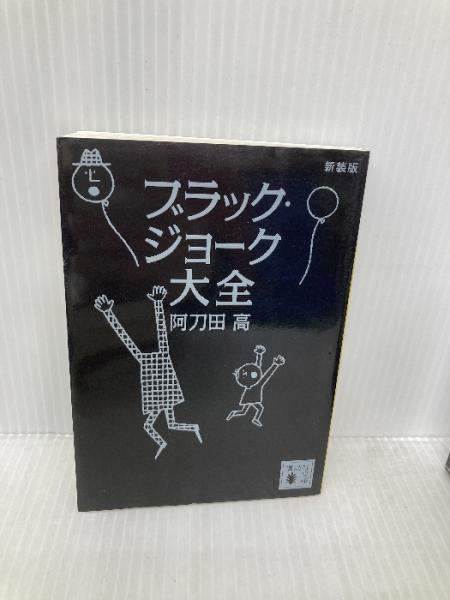 新装版
ブラック・
ジョーク
大全
阿刀田 高